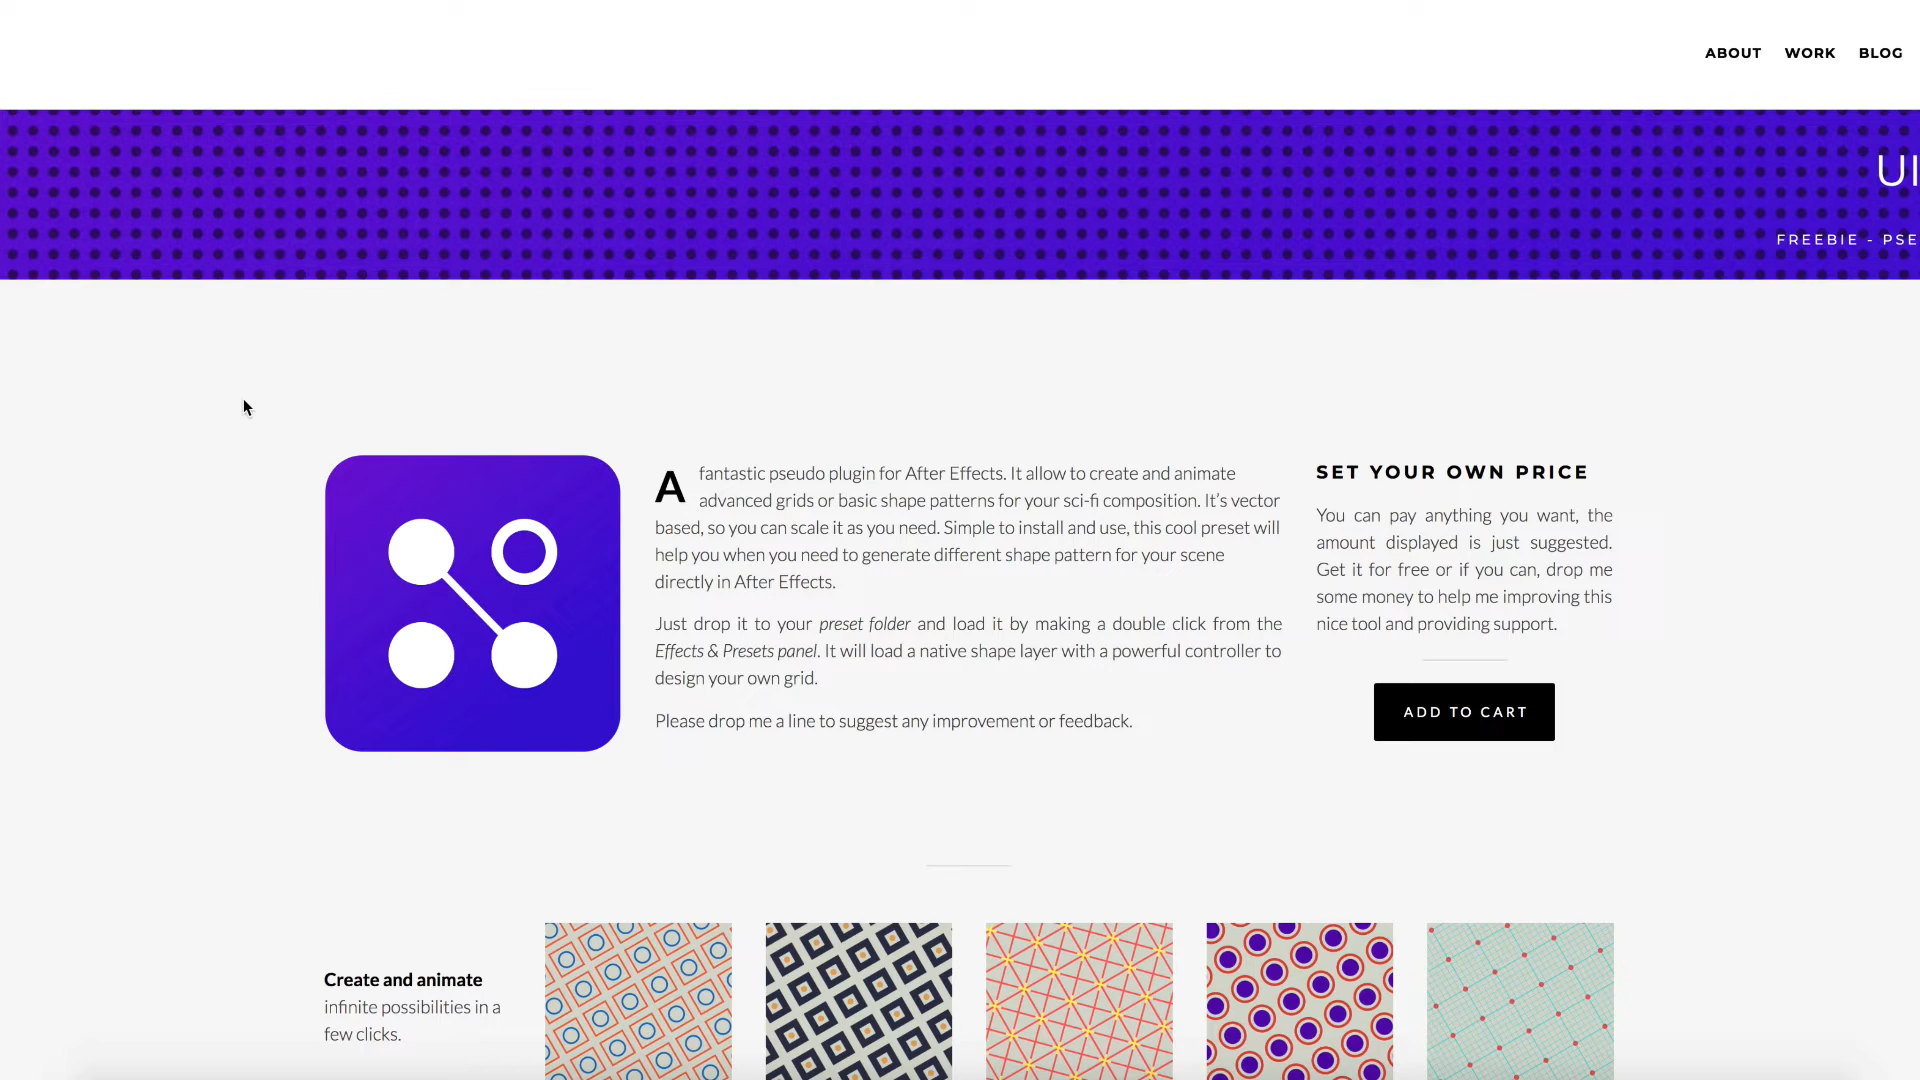 ABOUT WORK BLOG
UI
FREEBIE - PSE
A fantastic pseudo plugin for After Effects. It allow to create and animate
advanced grids or basic shape patterns for your sci-fi composition. It’s vector
based, so you can scale it as you need. Simple to install and use, this cool preset will
help you when you need to generate different shape pattern for your scene
directly in After Effects.
Just drop it to your preset folder and load it by making a double click from the
Effects & Presets panel. It will load a native shape layer with a powerful controller to
design your own grid.
Please drop me a line to suggest any improvement or feedback.
SET YOUR OWN PRICE
You can pay anything you want, the
amount displayed is just suggested.
Get it for free or if you can, drop me
some money to help me improving this
nice tool and providing support.
ADD TO CART
Create and animate
infinite possibilities in a
few clicks.